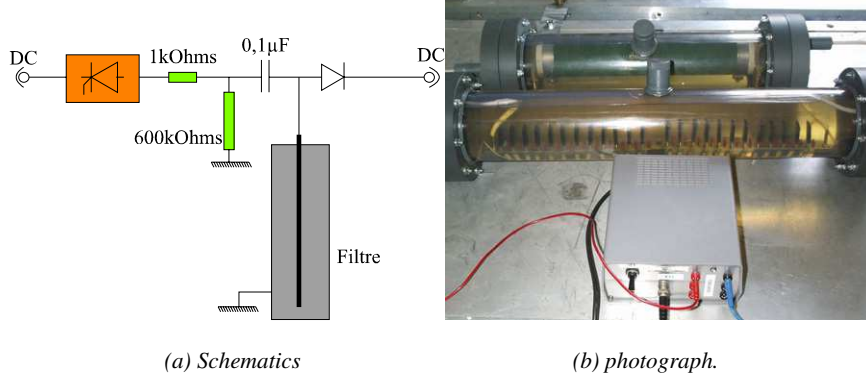 DC
1kOhms
0,1µF
DC
600kOhms
Filtre
(a) Schematics
(b) photograph.